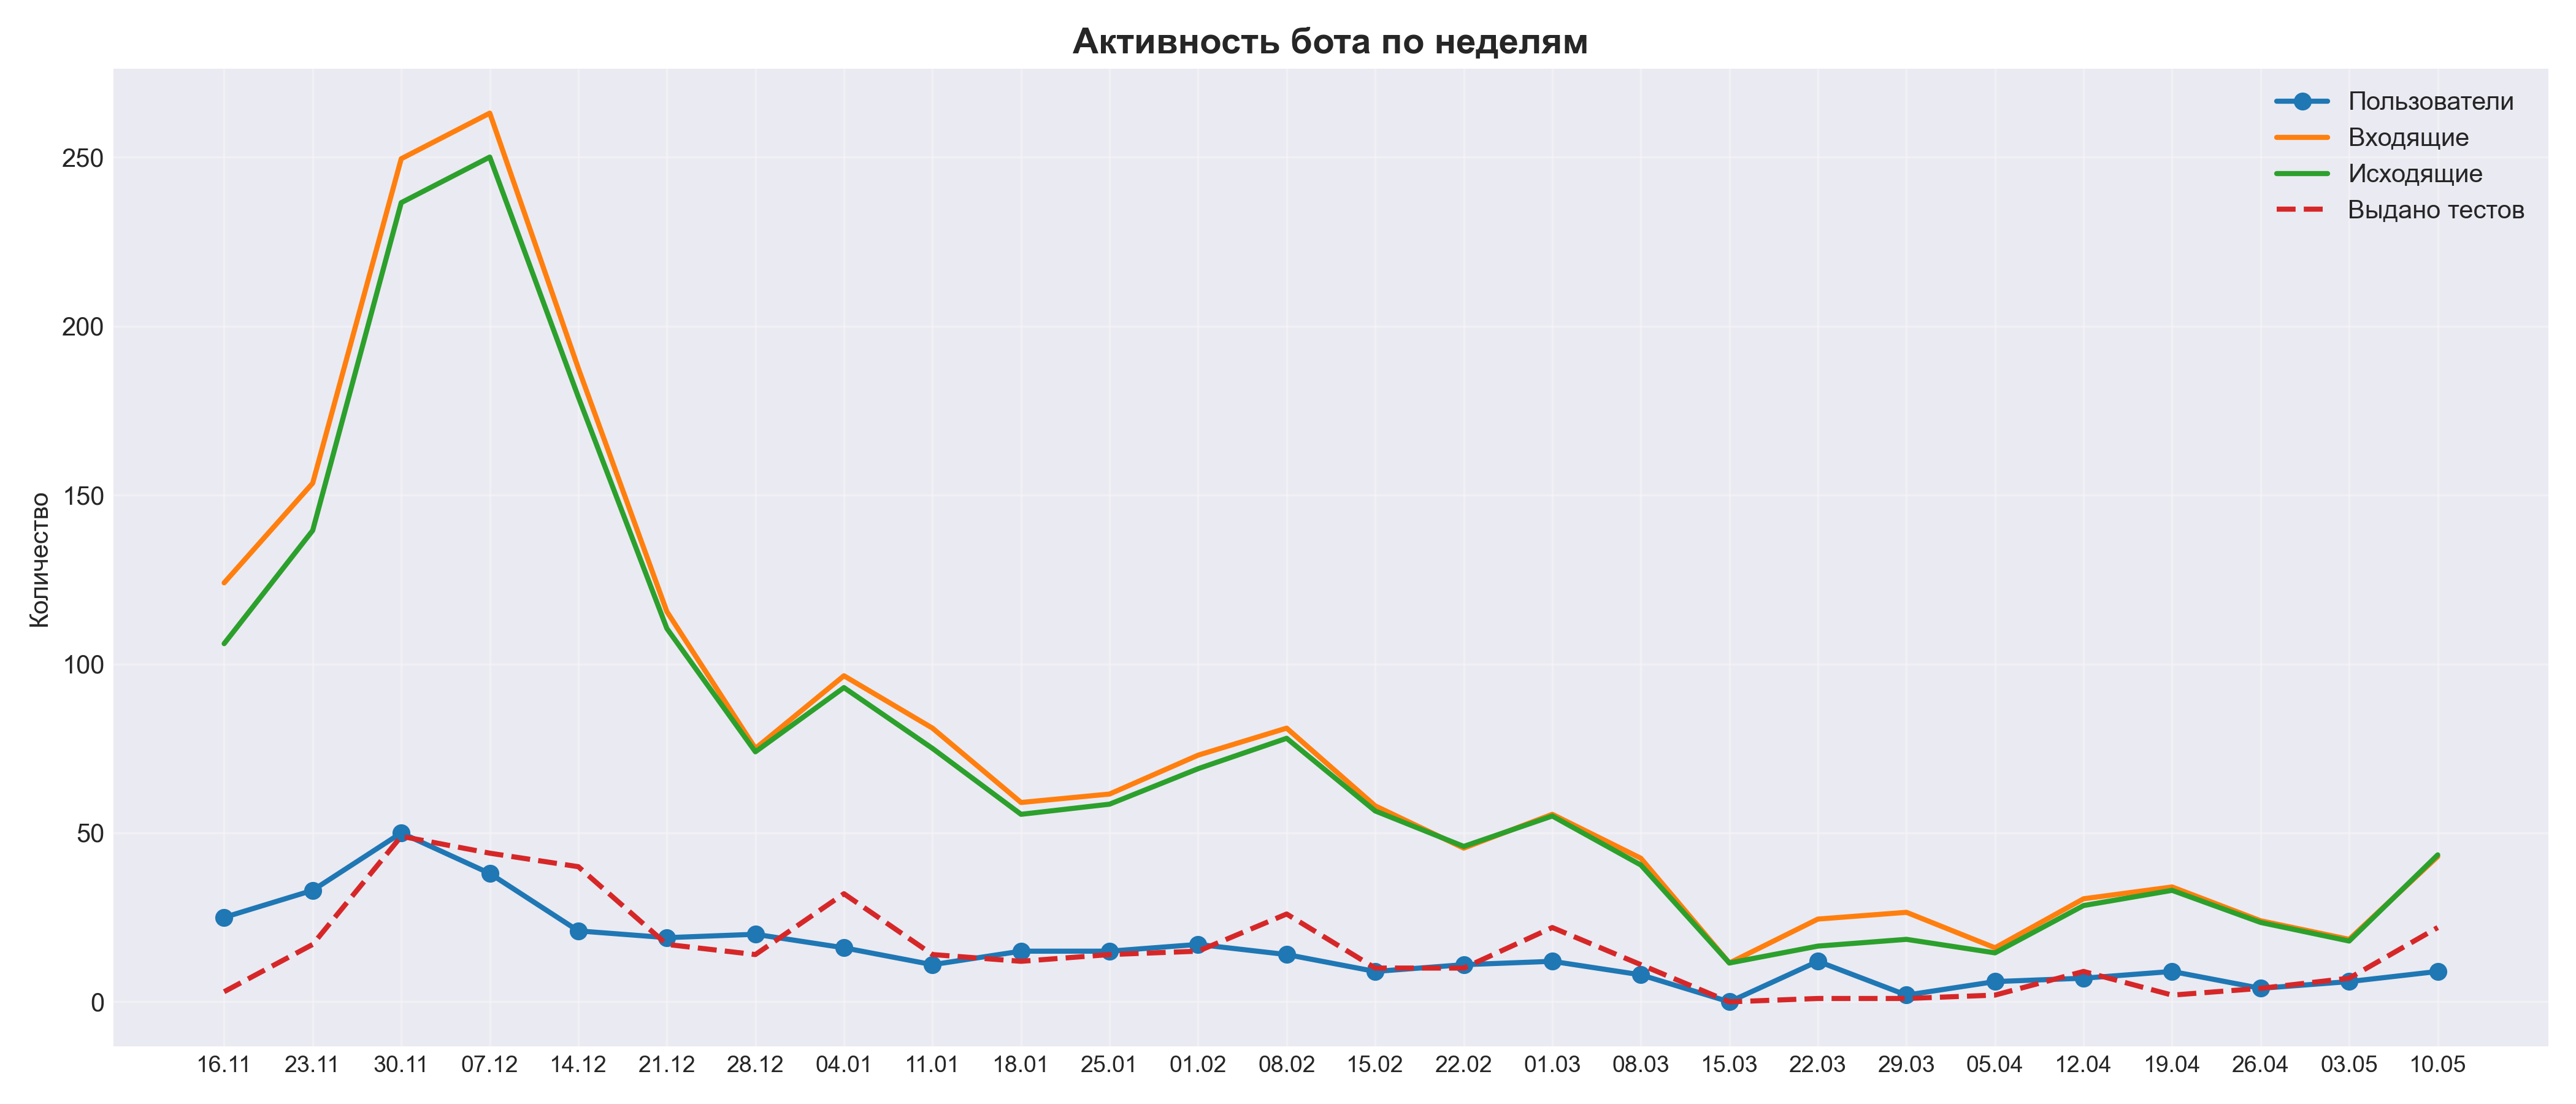 Активность бота по неделям
Пользователи
Входящие
Исходящие
Выдано тестов
Количество
250
200
150
100
50
0
16.11 23.11 30.11 07.12 14.12 21.12 28.12 04.01 11.01 18.01 25.01 01.02 08.02 15.02 22.02 01.03 08.03 15.03 22.03 29.03 05.04 12.04 19.04 26.04 03.05 10.05